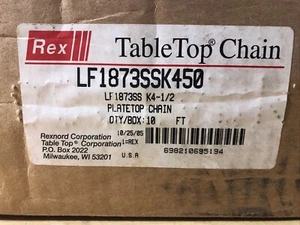 Rex TableTop® Chain
LF1873SSK450
LF1873SS K4-1/2
PLATETOP CHAIN
QTY/BOX: 10 FT
Rexnord Corporation 10/25/05
Table Top® Corporation 1=REX
P.O. Box 2022
Milwaukee, WI 53201 U.S.A
698210695194